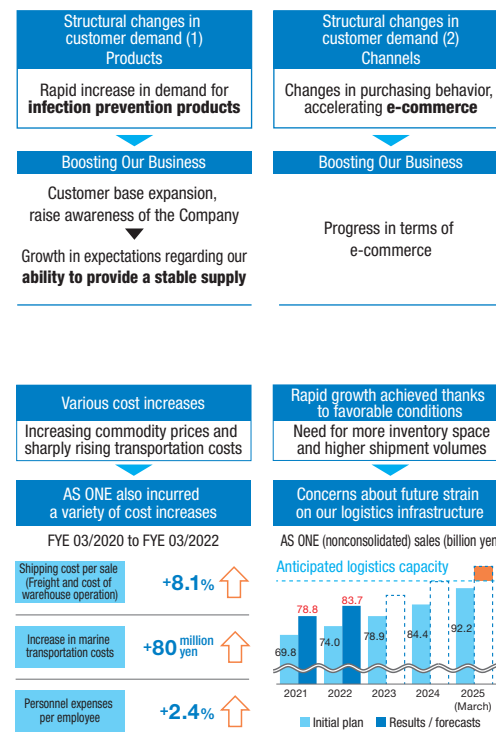 Structural changes in
customer demand (1)
Products
Rapid increase in demand for
infection prevention products
Boosting Our Business
Customer base expansion,
raise awareness of the Company
Growth in expectations regarding our
ability to provide a stable supply
Structural changes in
customer demand (2)
Channels
Changes in purchasing behavior,
accelerating e-commerce
Boosting Our Business
Progress in terms of
e-commerce
Various cost increases
Increasing commodity prices and
sharply rising transportation costs
AS ONE also incurred
a variety of cost increases
FYE 03/2020 to FYE 03/2022
Shipping cost per sale
(Freight and cost of
warehouse operation)
+8.1%
Increase in marine
transportation costs
+80 million
yen
Personnel expenses
per employee
+2.4%
Rapid growth achieved thanks
to favorable conditions
Need for more inventory space
and higher shipment volumes
Concerns about future strain
on our logistics infrastructure
AS ONE (nonconsolidated) sales (billion yen
Anticipated logistics capacity
69.8
78.8
74.0
83.7
78.9
84.4
92.2
2021
2022
2023
2024
2025
(March)
Initial plan
Results / forecasts